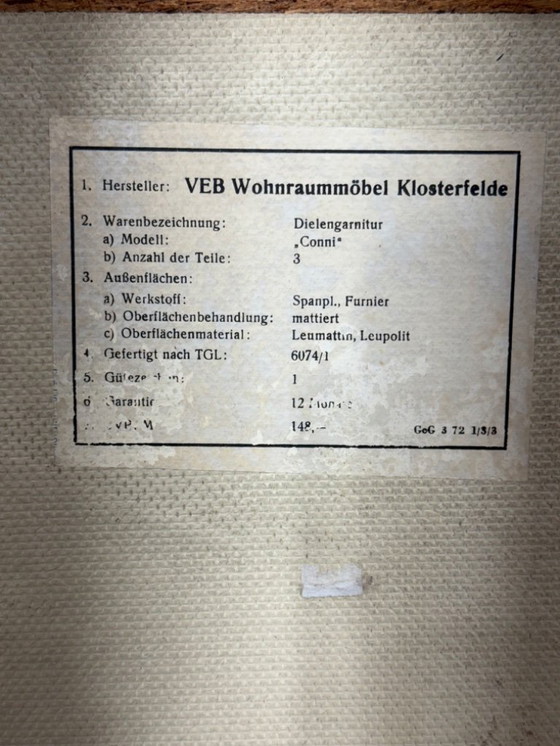 1. Hersteller: VEB Wohnraummöbel Klosterfelde
2. Warenbezeichnung: Dielengarnitur
a) Modell: „Conni“
b) Anzahl der Teile: 3
3. Außenflächen:
a) Werkstoff: Spanpl., Furnier
b) Oberflächenbehandlung: mattiert
c) Oberflächenmaterial: Leumattin, Leupolit
4. Gefertigt nach TGL: 6074/1
5. 1
6 Garantie 12
M 148,–
GeG 3 72 1/3/3